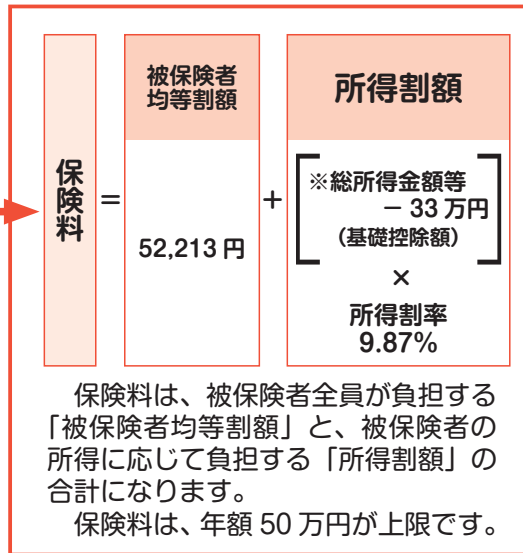 保険料
=
被保険者
均等割額
52,213 円
+
所得割額
※総所得金額等
− 33 万円
(基礎控除額)
×
所得割率
9.87%
保険料は、被保険者全員が負担する
「被保険者均等割額」と、被保険者の
所得に応じて負担する「所得割額」の
合計になります。
保険料は、年額 50 万円が上限です。